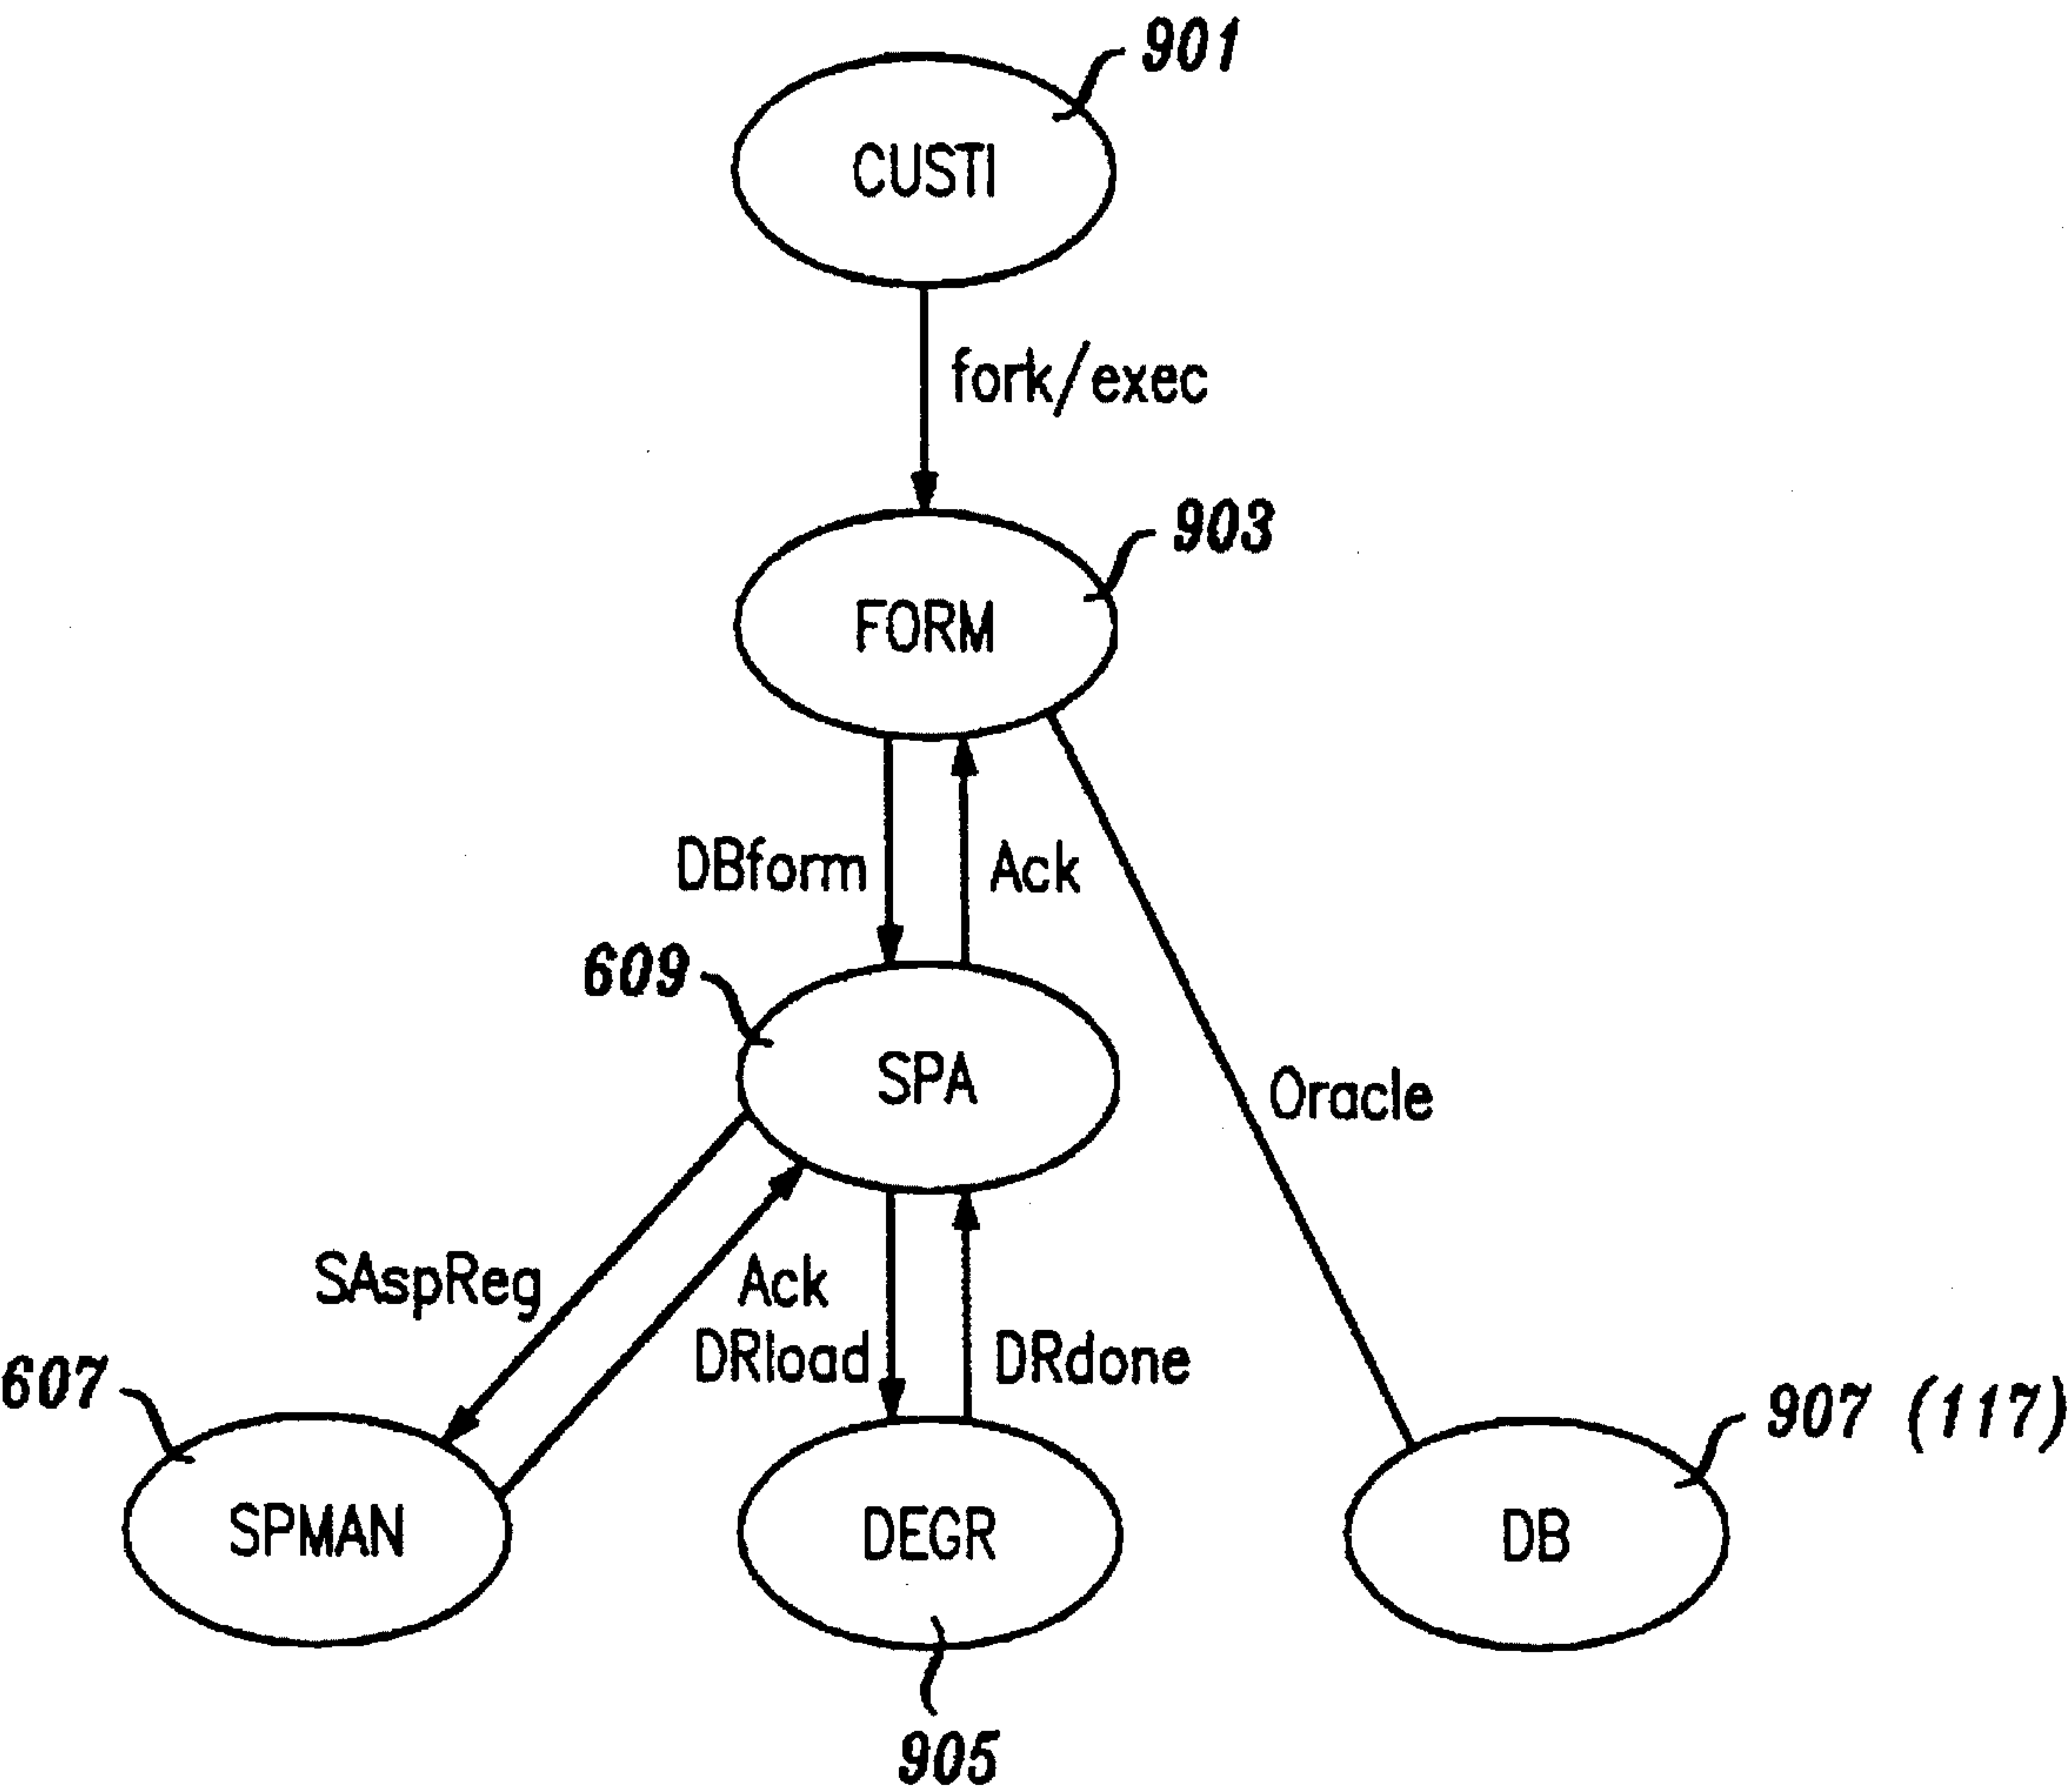 901
CUSTI
fork/exec
903
FORM
DBform
Ack
609
SPA
Oracle
SAspReg
Ack
DRload
DRdone
607
907 (117)
SPMAN
DEGR
DB
905